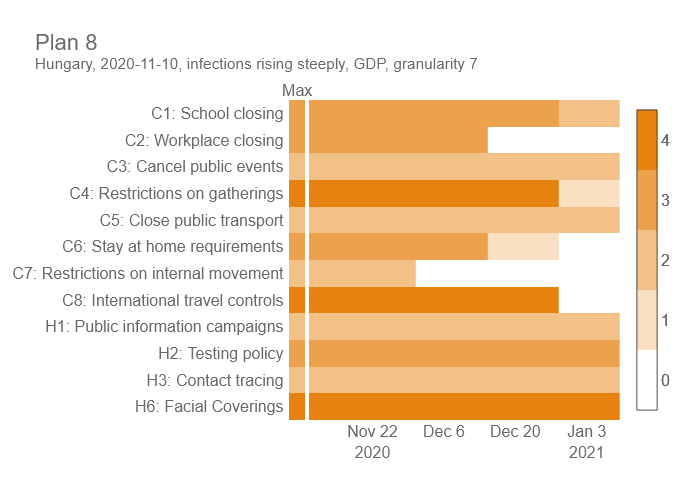 Plan 8
Hungary, 2020-11-10, infections rising steeply, GDP, granularity 7
Max
C1: School closing
C2: Workplace closing
C3: Cancel public events
C4: Restrictions on gatherings
C5: Close public transport
C6: Stay at home requirements
C7: Restrictions on internal movement
C8: International travel controls
H1: Public information campaigns
H2: Testing policy
H3: Contact tracing
H6: Facial Coverings
Nov 22 Dec 6 Dec 20 Jan 3
2020 2021
4
3
2
1
0